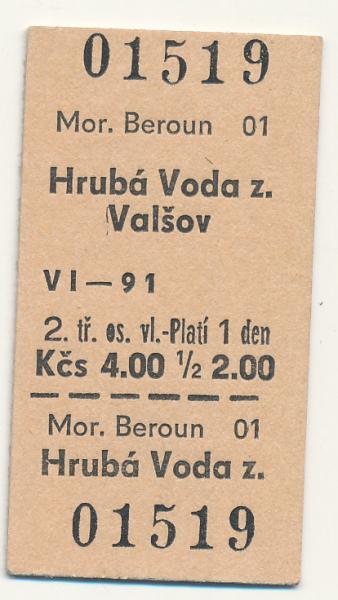 01519
Mor. Beroun 01
Hrubá Voda z.
Valšov
VI—91
2. tř. os. vl.-Platí 1 den
Kčs 4.00 ½ 2.00
Mor. Beroun 01
Hrubá Voda z.
01519